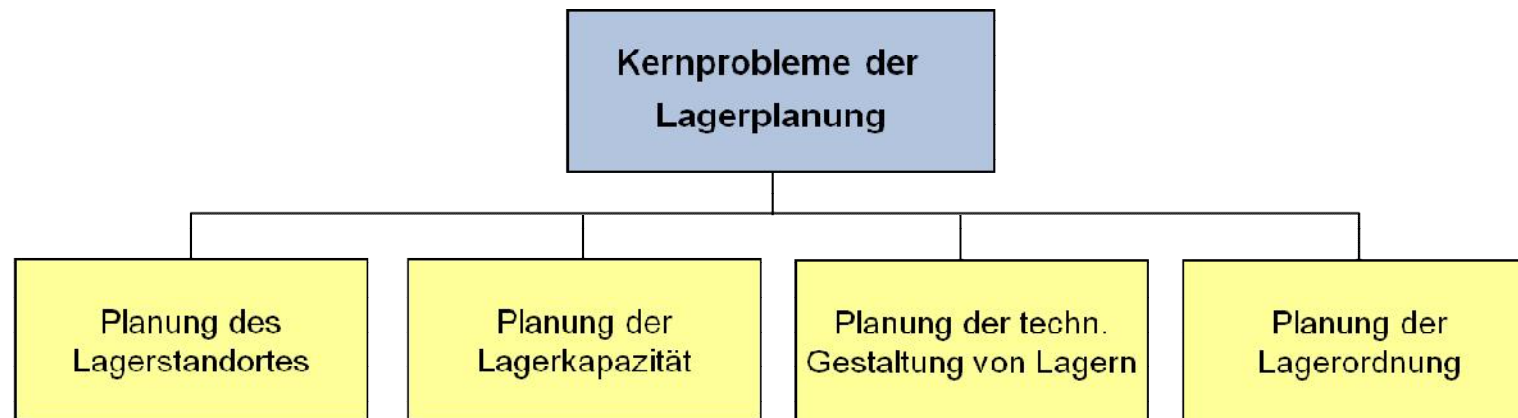 Kernprobleme der
Lagerplanung
Planung des
Lagerstandortes
Planung der
Lagerkapazität
Planung der techn.
Gestaltung von Lagern
Planung der
Lagerordnung